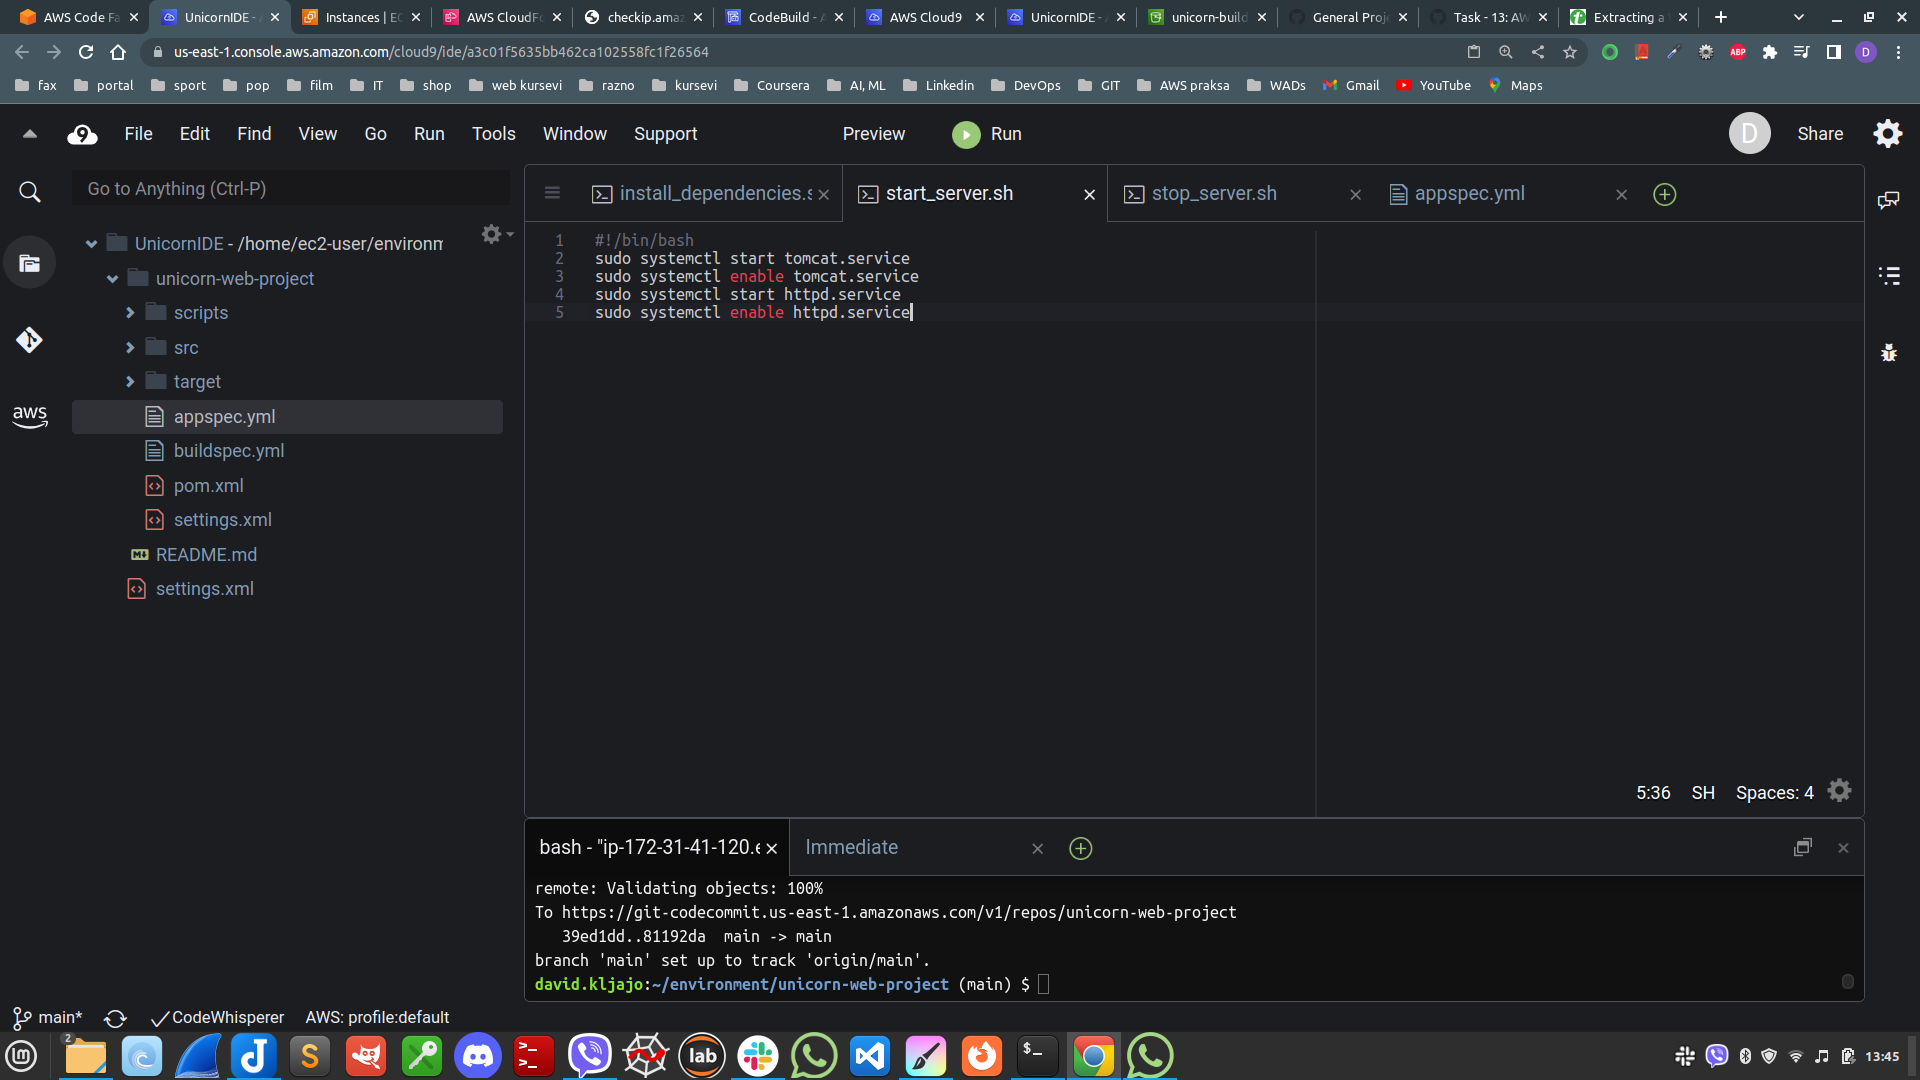 AWS Code Fa
UnicornIDE - A
Instances | EC
AWS CloudFo
checkip.amaz
CodeBuild - A
AWS Cloud9
UnicornIDE - A
unicorn-build
General Proje
Task - 13: AW
Extracting a
us-east-1.console.aws.amazon.com/cloud9/ide/a3c01f5635bb462ca102558fc1f26564
ABP
D
fax
portal
sport
pop
film
IT
shop
web kursevi
razno
kursevi
Coursera
AI, ML
Linkedin
DevOps
GIT
AWS praksa
WADs
Gmail
YouTube
Maps
9
File
Edit
Find
View
Go
Run
Tools
Window
Support
Preview
Run
D
Share
Go to Anything (Ctrl-P)
install_dependencies.s
start_server.sh
stop_server.sh
appspec.yml
UnicornIDE - /home/ec2-user/environm
unicorn-web-project
scripts
src
target
appspec.yml
buildspec.yml
pom.xml
settings.xml
README.md
settings.xml
aws
1 #!/bin/bash
2 sudo systemctl start tomcat.service
3 sudo systemctl enable tomcat.service
4 sudo systemctl start httpd.service
5 sudo systemctl enable httpd.service
5:36 SH Spaces: 4
bash - "ip-172-31-41-120.e
Immediate
remote: Validating objects: 100%
To https://git-codecommit.us-east-1.amazonaws.com/v1/repos/unicorn-web-project
39ed1dd..81192da main -> main
branch 'main' set up to track 'origin/main'.
david.kljajo:~/environment/unicorn-web-project (main) $
main*
CodeWhisperer
AWS: profile:default
2
lab
13:45